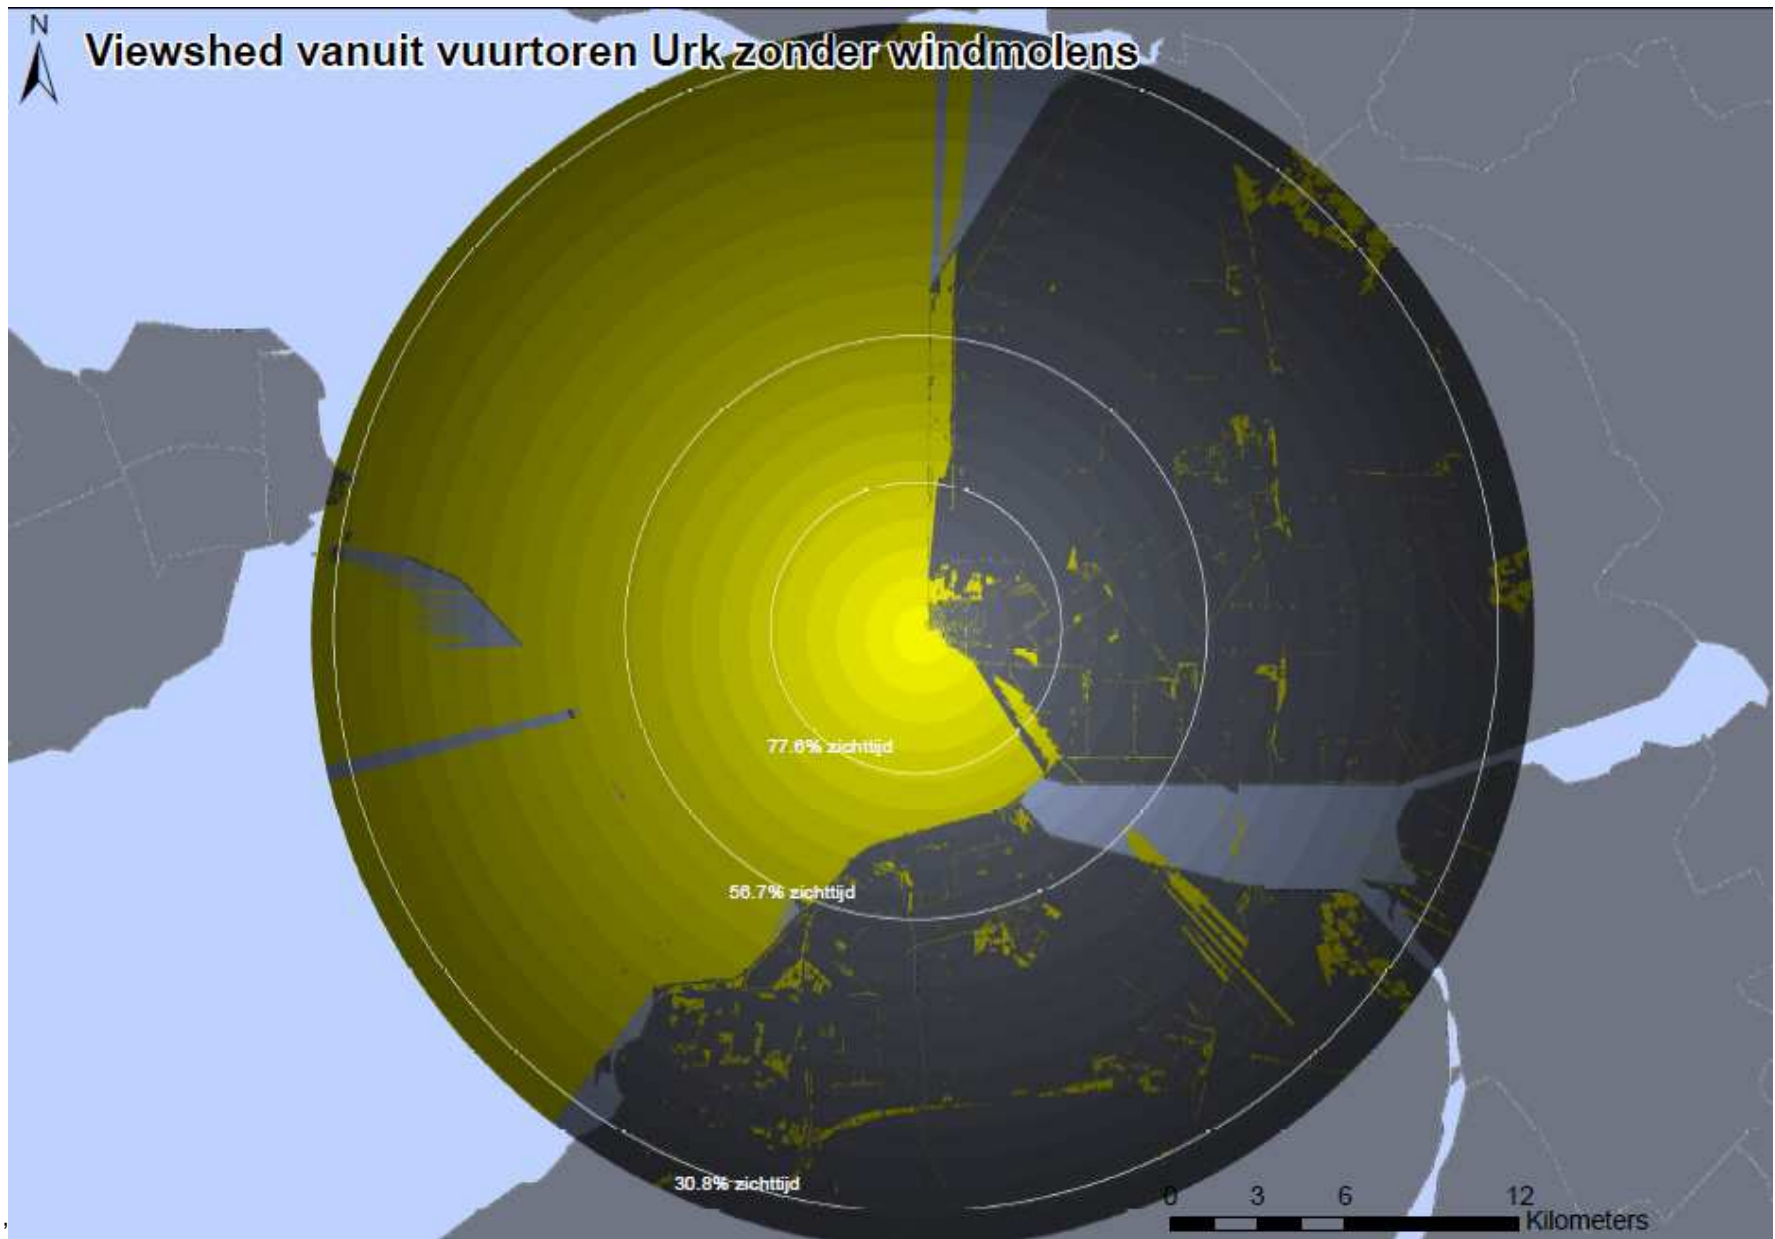 N
Viewshed vanuit vuurtoren Urk zonder windmolens
77.6% zichttijd
56.7% zichttijd
30.8% zichttijd
0 3 6 12
Kilometers
,